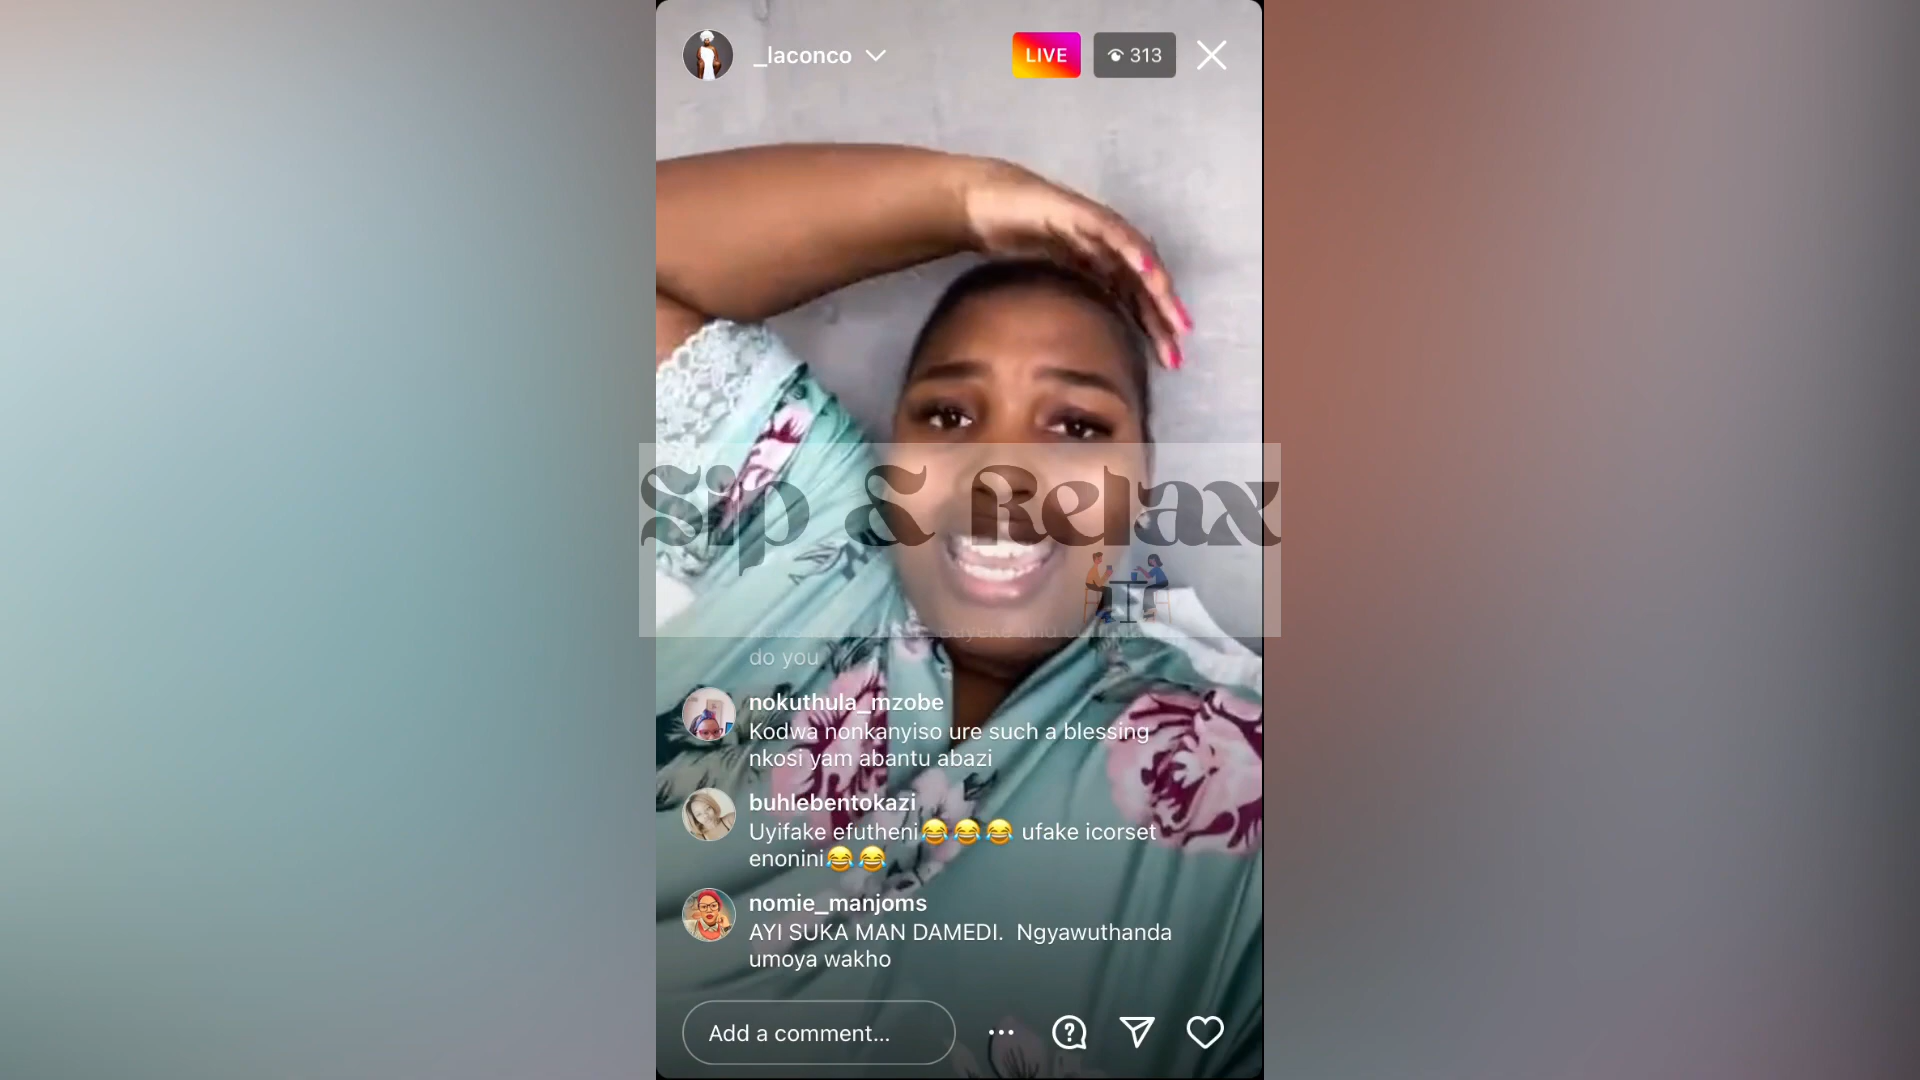 _laconco
LIVE
313
Sip & Relax
do you
nokuthula_mzobe
Kodwa nonkanyiso ure such a blessing
nkosi yam abantu abazi
buhlebentokazi
Uyifake efutheni😂😂😂 ufake icorset
enonini😂😂
nomie_manjoms
AYI SUKA MAN DAMEDI. Ngyawuthanda
umoya wakho
Add a comment...